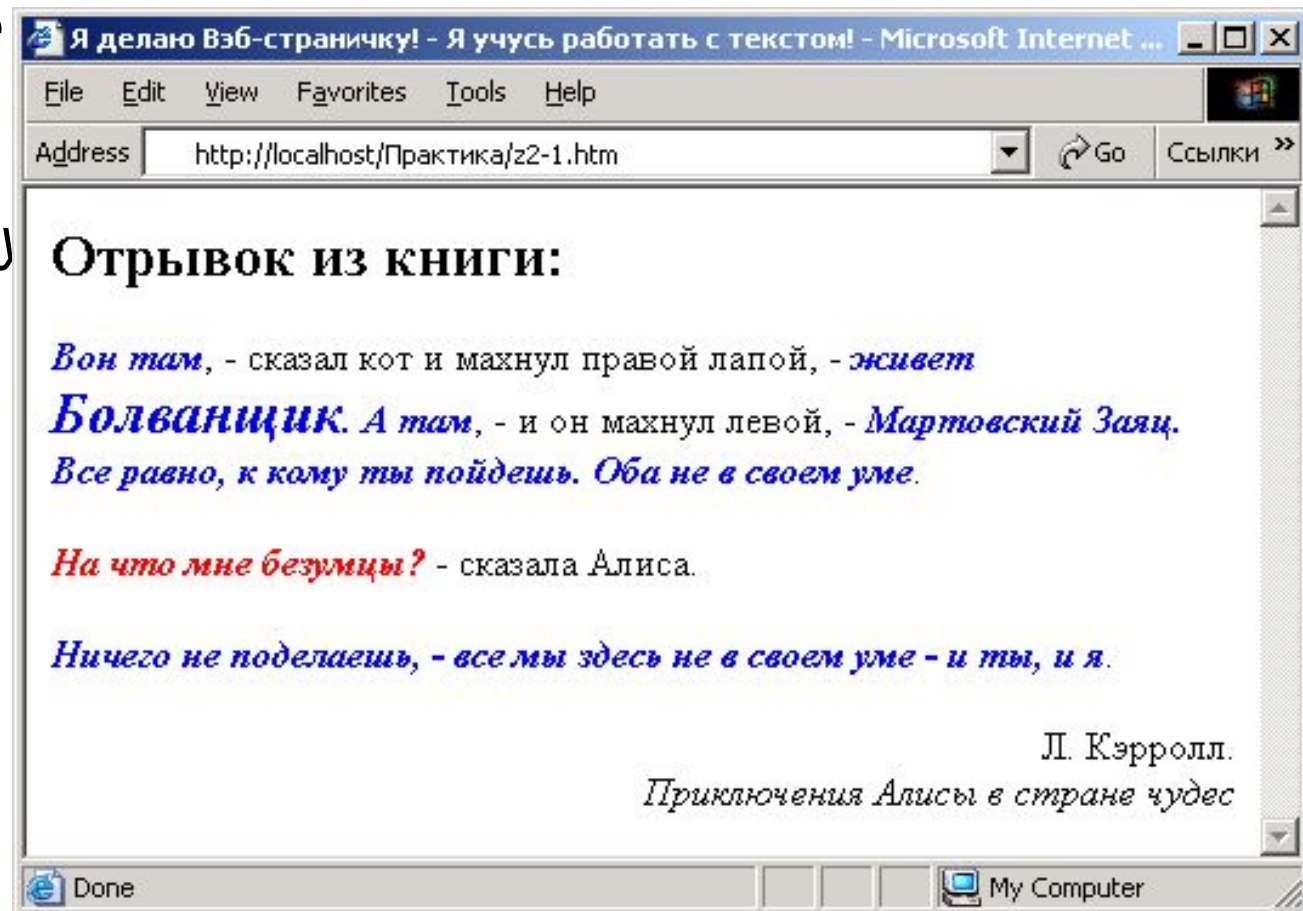 Я делаю Вэб-страничку! - Я учусь работать с текстом! - Microsoft Internet ...
File Edit View Favorites Tools Help
Address http://localhost/Практика/z2-1.htm Go Ссылки »
Отрывок из книги:
Вон там, - сказал кот и махнул правой лапой, - живет
Болванщик. А там, - и он махнул левой, - Мартовский Заяц.
Все равно, к кому ты пойдешь. Оба не в своем уме.
На что мне безумцы? - сказала Алиса.
Ничего не поделаешь, - все мы здесь не в своем уме - и ты, и я.
Л. Кэрролл.
Приключения Алисы в стране чудес
Done My Computer